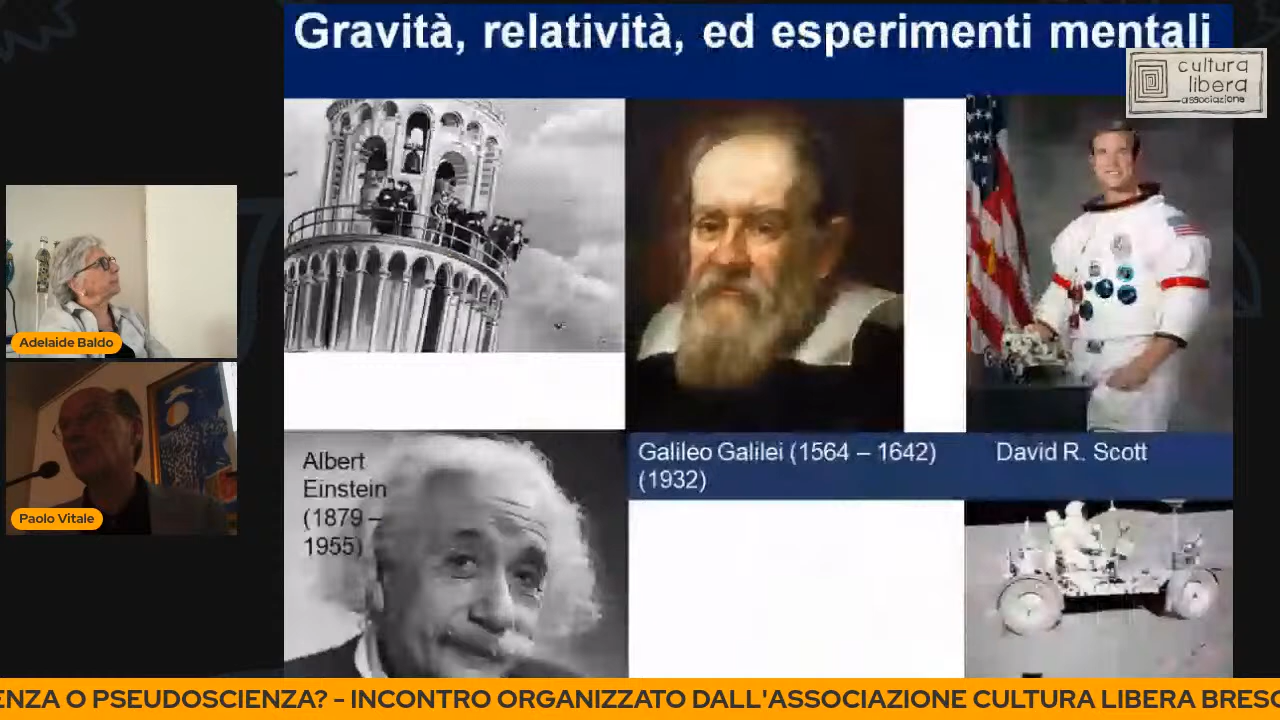 Gravità, relatività, ed esperimenti mentali
cultura
libera
associazione
Adelaide Baldo
Paolo Vitale
Albert
Einstein
(1879 –
1955)
Galileo Galilei (1564 – 1642)
(1932)
David R. Scott
ENZA O PSEUDOSCIENZA? - INCONTRO ORGANIZZATO DALL'ASSOCIAZIONE CULTURA LIBERA BRESC